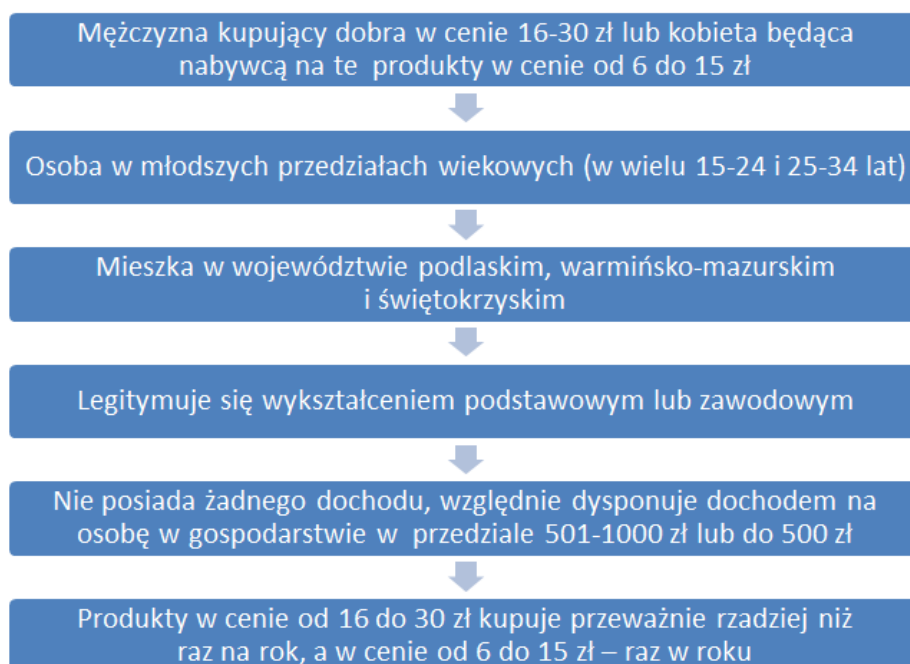 Mężczyzna kupujący dobra w cenie 16-30 zł lub kobieta będąca
nabywcą na te produkty w cenie od 6 do 15 zł
Osoba w młodszych przedziałach wiekowych (w wielu 15-24 i 25-34 lat)
Mieszka w województwie podlaskim, warmińsko-mazurskim
i świętokrzyskim
Legitymuje się wykształceniem podstawowym lub zawodowym
Nie posiada żadnego dochodu, względnie dysponuje dochodem na
osobę w gospodarstwie w przedziale 501-1000 zł lub do 500 zł
Produkty w cenie od 16 do 30 zł kupuje przeważnie rzadziej niż
raz na rok, a w cenie od 6 do 15 zł – raz w roku